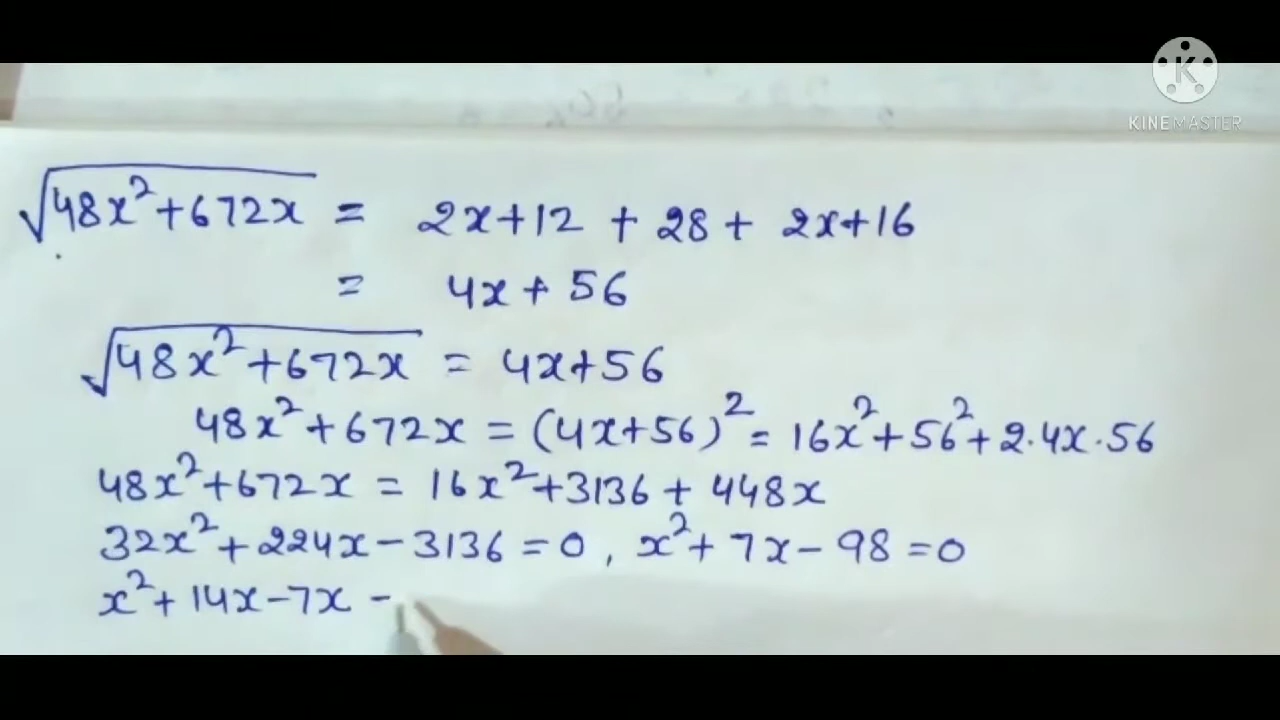 KINEMASTER
√48x²+672x = 2x+12 + 28 + 2x+16
= 4x + 56
√48x²+672x = 4x+56
48x²+672x = (4x+56)² = 16x²+56²+2·4x·56
48x²+672x = 16x²+3136 + 448x
32x²+224x-3136=0, x²+7x-98=0
x²+14x-7x -